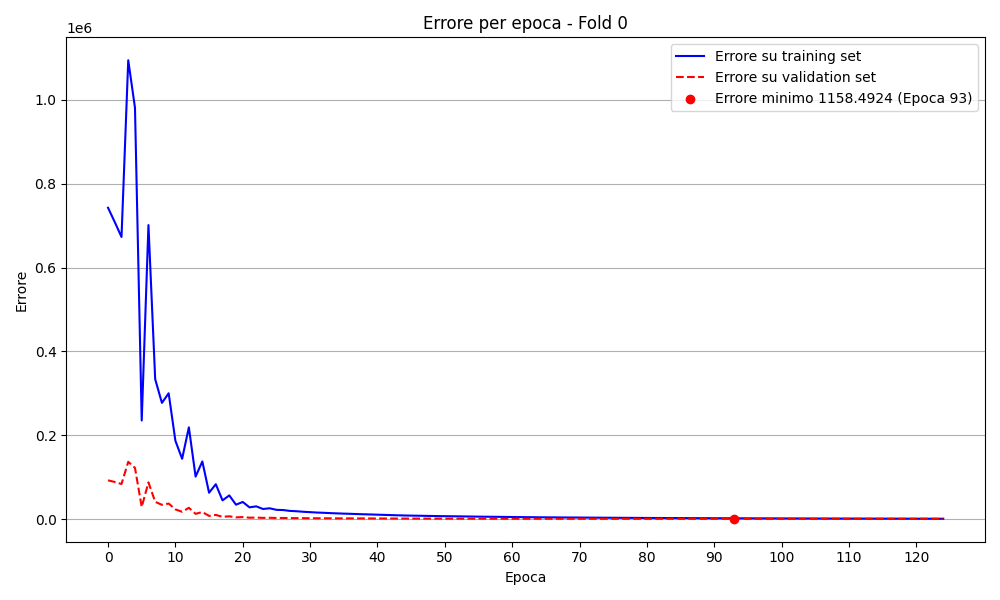 Errore per epoca - Fold 0
1e6
Errore su training set
Errore su validation set
Errore minimo 1158.4924 (Epoca 93)
1.0
0.8
0.6
0.4
0.2
0.0
Errore
0 10 20 30 40 50 60 70 80 90 100 110 120
Epoca